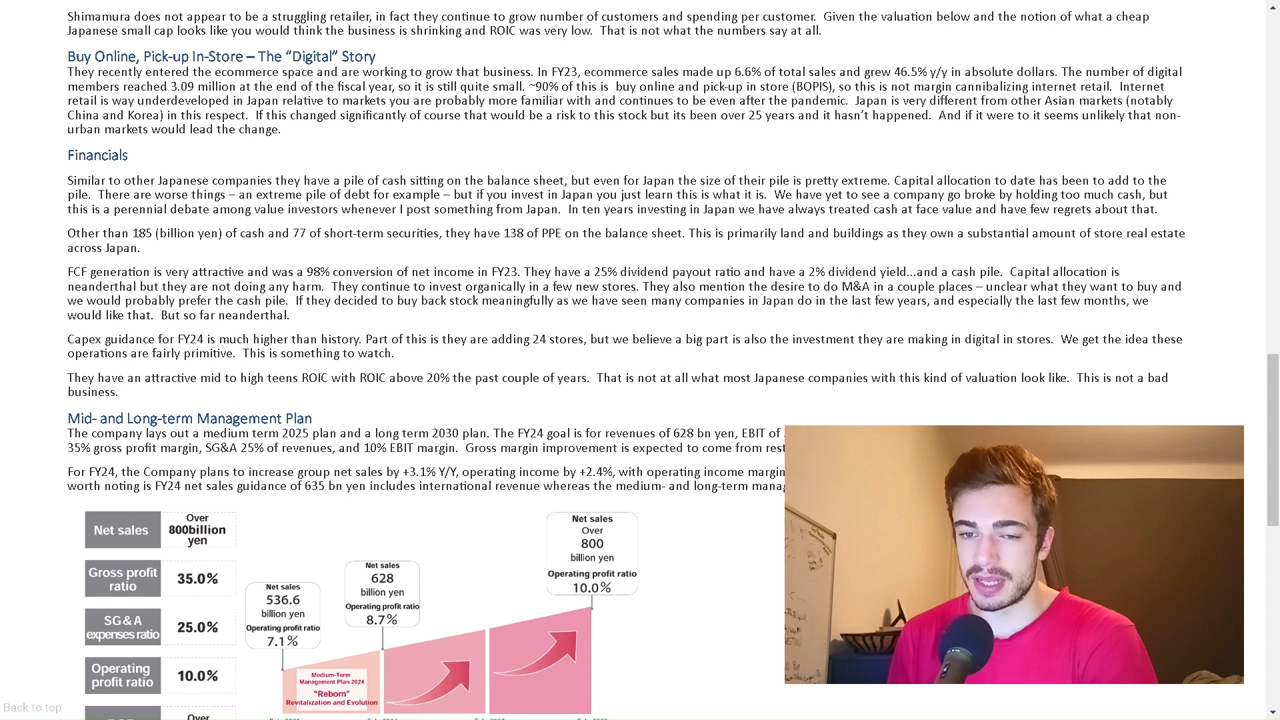 Shimamura does not appear to be a struggling retailer, in fact they continue to grow number of customers and spending per customer.  Given the valuation below and the notion of what a cheap
Japanese small cap looks like you would think the business is shrinking and ROIC was very low.  That is not what the numbers say at all.
Buy Online, Pick-up In-Store – The “Digital” Story
They recently entered the ecommerce space and are working to grow that business. In FY23, ecommerce sales made up 6.6% of total sales and grew 46.5% y/y in absolute dollars. The number of digital
members reached 3.09 million at the end of the fiscal year, so it is still quite small. ~90% of this is  buy online and pick-up in store (BOPIS), so this is not margin cannibalizing internet retail.  Internet
retail is way underdeveloped in Japan relative to markets you are probably more familiar with and continues to be even after the pandemic.  Japan is very different from other Asian markets (notably
China and Korea) in this respect.  If this changed significantly of course that would be a risk to this stock but its been over 25 years and it hasn’t happened.  And if it were to it seems unlikely that non-
urban markets would lead the change.
Financials
Similar to other Japanese companies they have a pile of cash sitting on the balance sheet, but even for Japan the size of their pile is pretty extreme. Capital allocation to date has been to add to the
pile.  There are worse things – an extreme pile of debt for example – but if you invest in Japan you just learn this is what it is.  We have yet to see a company go broke by holding too much cash, but
this is a perennial debate among value investors whenever I post something from Japan.  In ten years investing in Japan we have always treated cash at face value and have few regrets about that.
Other than 185 (billion yen) of cash and 77 of short-term securities, they have 138 of PPE on the balance sheet. This is primarily land and buildings as they own a substantial amount of store real estate
across Japan.
FCF generation is very attractive and was a 98% conversion of net income in FY23. They have a 25% dividend payout ratio and have a 2% dividend yield...and a cash pile.  Capital allocation is
neanderthal but they are not doing any harm.  They continue to invest organically in a few new stores. They also mention the desire to do M&A in a couple places – unclear what they want to buy and
we would probably prefer the cash pile.  If they decided to buy back stock meaningfully as we have seen many companies in Japan do in the last few years, and especially the last few months, we
would like that.  But so far neanderthal.
Capex guidance for FY24 is much higher than history. Part of this is they are adding 24 stores, but we believe a big part is also the investment they are making in digital in stores.  We get the idea these
operations are fairly primitive.  This is something to watch.
They have an attractive mid to high teens ROIC with ROIC above 20% the past couple of years.  That is not at all what most Japanese companies with this kind of valuation look like.  This is not a bad
business.
Mid- and Long-term Management Plan
The company lays out a medium term 2025 plan and a long term 2030 plan. The FY24 goal is for revenues of 628 bn yen, EBIT of
35% gross profit margin, SG&A 25% of revenues, and 10% EBIT margin.  Gross margin improvement is expected to come from
For FY24, the Company plans to increase group net sales by +3.1% Y/Y, operating income by +2.4%, with operating income margin
worth noting is FY24 net sales guidance of 635 bn yen includes international revenue whereas the medium- and long-term
Net sales
Over
800billion
yen
Gross profit
ratio
35.0%
SG & A
expenses ratio
25.0%
Operating
profit ratio
10.0%
Over
Net sales
536.6
billion yen
Operating profit ratio
7.1%
Net sales
628
billion yen
Operating profit ratio
8.7%
Net sales
Over
800
billion yen
Operating profit ratio
10.0%
Medium-Term
Management Plan 2024
"Reborn"
Revitalization and Evolution
Back to top